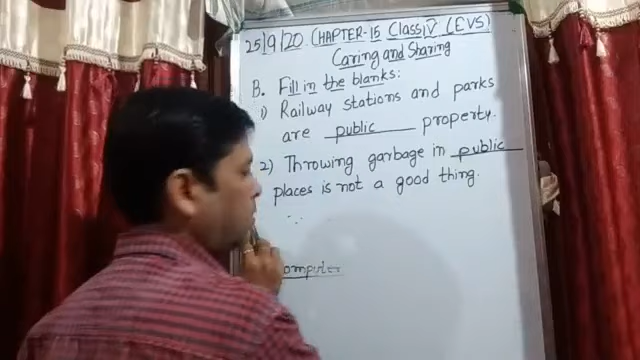 25/9/20. CHAPTER-15 Class IV (EVS)
Caring and Sharing
B. Fill in the blanks:
1) Railway stations and parks
are public property.
2) Throwing garbage in public
places is not a good thing.